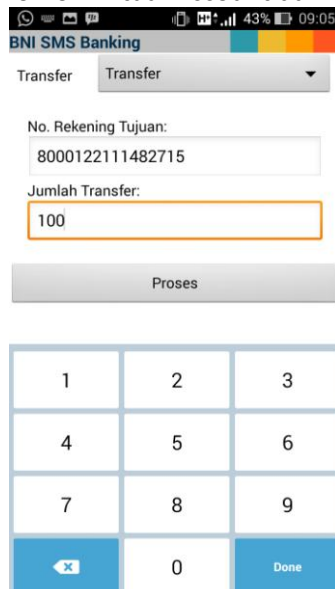 43% 09:05
BNI SMS Banking
Transfer Transfer
No. Rekening Tujuan:
8000122111482715
Jumlah Transfer:
100
Proses
1 2 3
4 5 6
7 8 9
0 Done